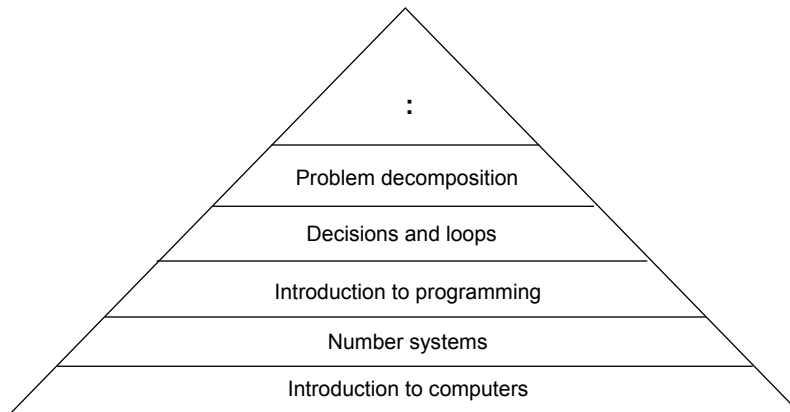 :
Problem decomposition
Decisions and loops
Introduction to programming
Number systems
Introduction to computers